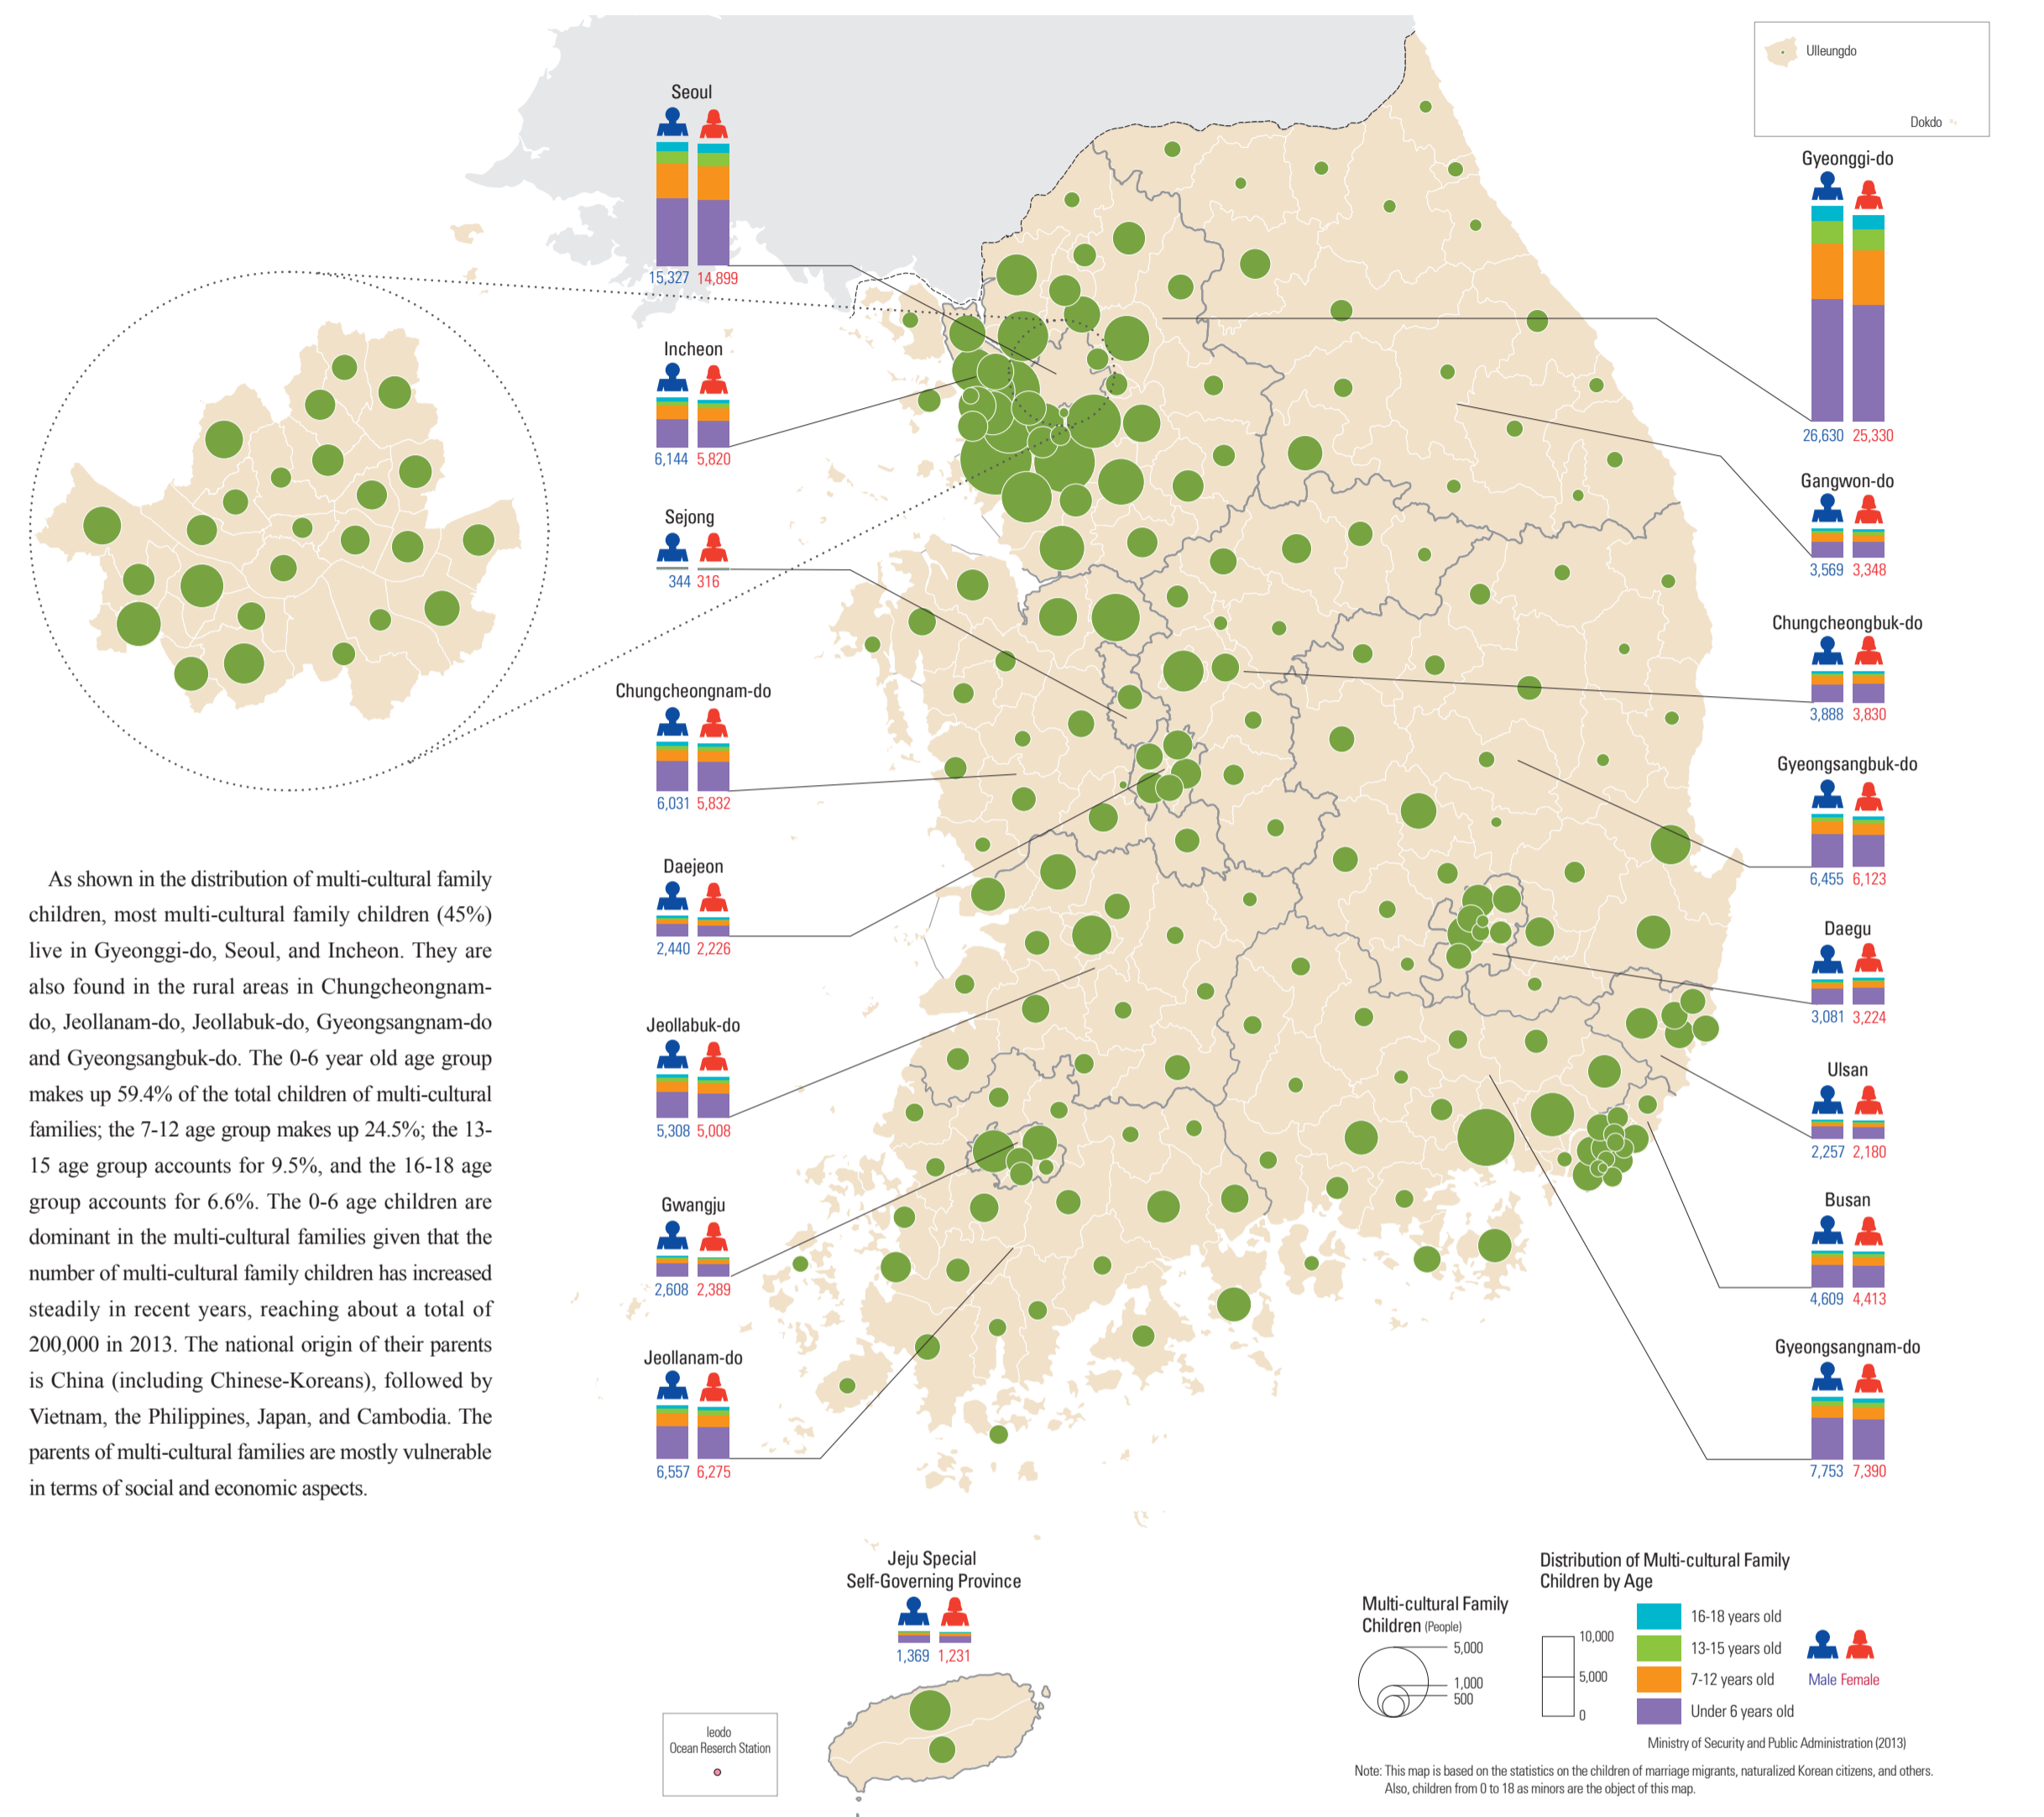 Ulleungdo
Dokdo
Seoul
15,327 14,899
Incheon
6,144 5,820
Sejong
344 316
Chungcheongnam-do
6,031 5,832
Daejeon
2,440 2,226
Jeollabuk-do
5,308 5,008
Gwangju
2,608 2,389
Jeollanam-do
6,557 6,275
Gyeonggi-do
26,630 25,330
Gangwon-do
3,569 3,348
Chungcheongbuk-do
3,888 3,830
Gyeongsangbuk-do
6,455 6,123
Daegu
3,081 3,224
Ulsan
2,257 2,180
Busan
4,609 4,413
Gyeongsangnam-do
7,753 7,390
As shown in the distribution of multi-cultural family
children, most multi-cultural family children (45%)
live in Gyeonggi-do, Seoul, and Incheon. They are
also found in the rural areas in Chungcheongnam-
do, Jeollanam-do, Jeollabuk-do, Gyeongsangnam-do
and Gyeongsangbuk-do. The 0-6 year old age group
makes up 59.4% of the total children of multi-cultural
families; the 7-12 age group makes up 24.5%; the 13-
15 age group accounts for 9.5%, and the 16-18 age
group accounts for 6.6%. The 0-6 age children are
dominant in the multi-cultural families given that the
number of multi-cultural family children has increased
steadily in recent years, reaching about a total of
200,000 in 2013. The national origin of their parents
is China (including Chinese-Koreans), followed by
Vietnam, the Philippines, Japan, and Cambodia. The
parents of multi-cultural families are mostly vulnerable
in terms of social and economic aspects.
Jeju Special
Self-Governing Province
1,369 1,231
Ieodo
Ocean Reserch Station
Multi-cultural Family
Children (People)
5,000
1,000
500
Distribution of Multi-cultural Family
Children by Age
10,000
5,000
0
16-18 years old
13-15 years old
7-12 years old
Under 6 years old
Male Female
Ministry of Security and Public Administration (2013)
Note: This map is based on the statistics on the children of marriage migrants, naturalized Korean citizens, and others.
Also, children from 0 to 18 as minors are the object of this map.